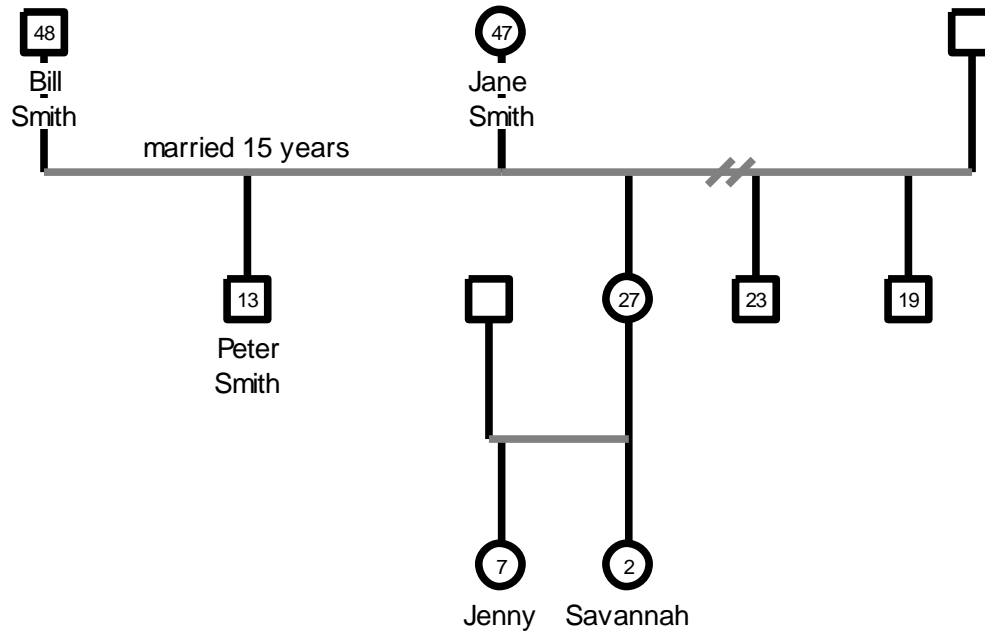 48
47
Bill
Smith
Jane
Smith
married 15 years
13
27
23
19
Peter
Smith
7
2
Jenny
Savannah